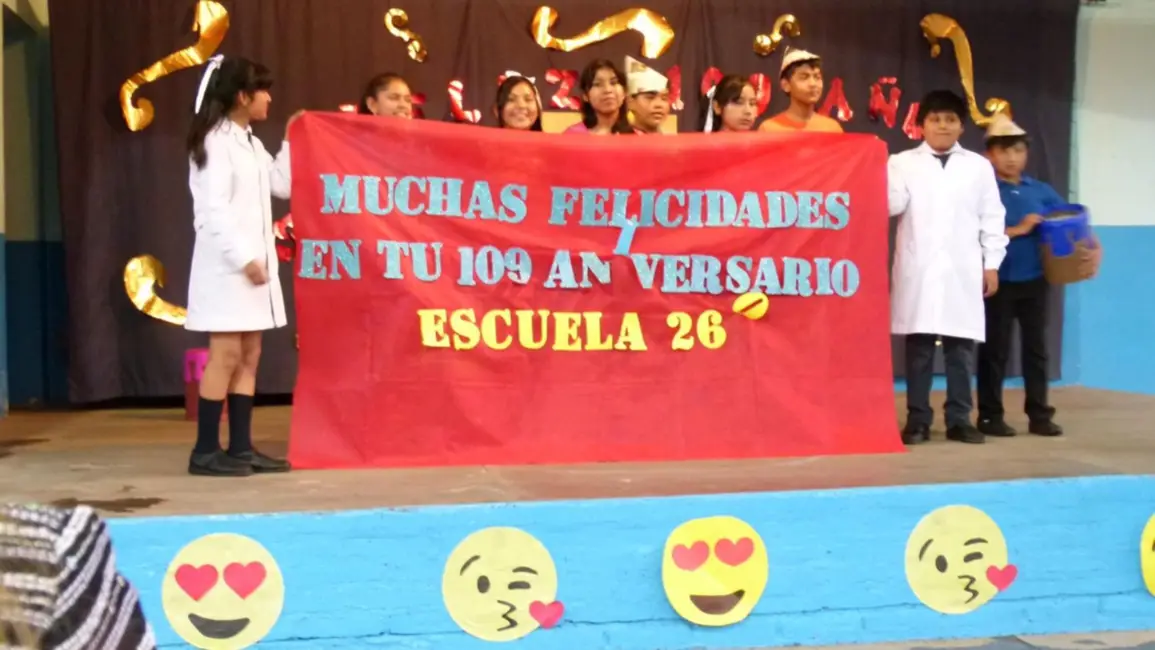 MUCHAS FELICIDADES
EN TU 109 ANIVERSARIO
ESCUELA 26